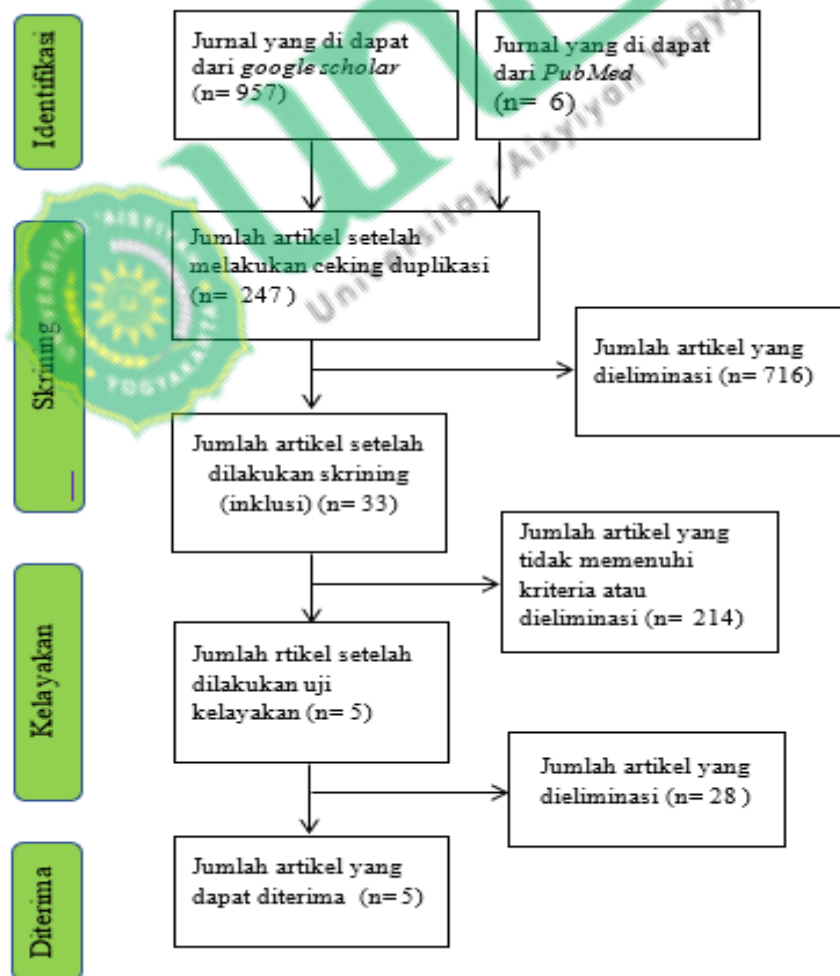 Identifikasi
Jurnal yang di dapat
dari google scholar
(n= 957)
Jurnal yang di dapat
dari PubMed
(n= 6)
Skrining
Jumlah artikel setelah
melakukan ceking duplikasi
(n= 247 )
Jumlah artikel yang
dieliminasi (n= 716)
Jumlah artikel setelah
dilakukan skrining
(inklusi) (n= 33)
Jumlah artikel yang
tidak memenuhi
kriteria atau
dieliminasi (n= 214)
Kelayakan
Jumlah rtikel setelah
dilakukan uji
kelayakan (n= 5)
Jumlah artikel yang
dieliminasi (n= 28 )
Diterima
Jumlah artikel yang
dapat diterima (n= 5)
Universitas 'Aisyiyah
YOGYAKARTA